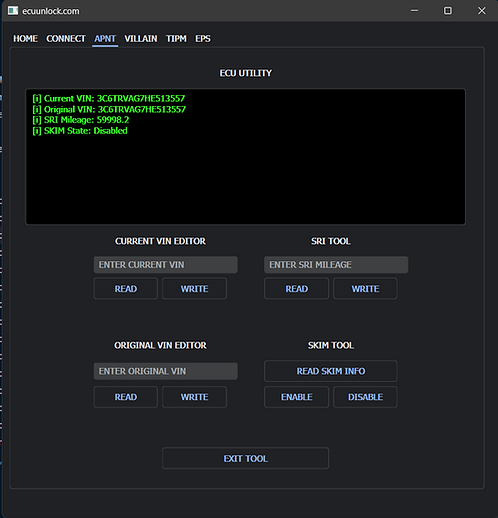 ecuunlock.com
HOME CONNECT APNT VILLAIN TIPM EPS
ECU UTILITY
[i] Current VIN: 3C6TRVAG7HE513557
[i] Original VIN: 3C6TRVAG7HE513557
[i] SRI Mileage: 59998.2
[i] SKIM State: Disabled
CURRENT VIN EDITOR SRI TOOL
ENTER CURRENT VIN ENTER SRI MILEAGE
READ WRITE READ WRITE
ORIGINAL VIN EDITOR SKIM TOOL
ENTER ORIGINAL VIN READ SKIM INFO
READ WRITE ENABLE DISABLE
EXIT TOOL